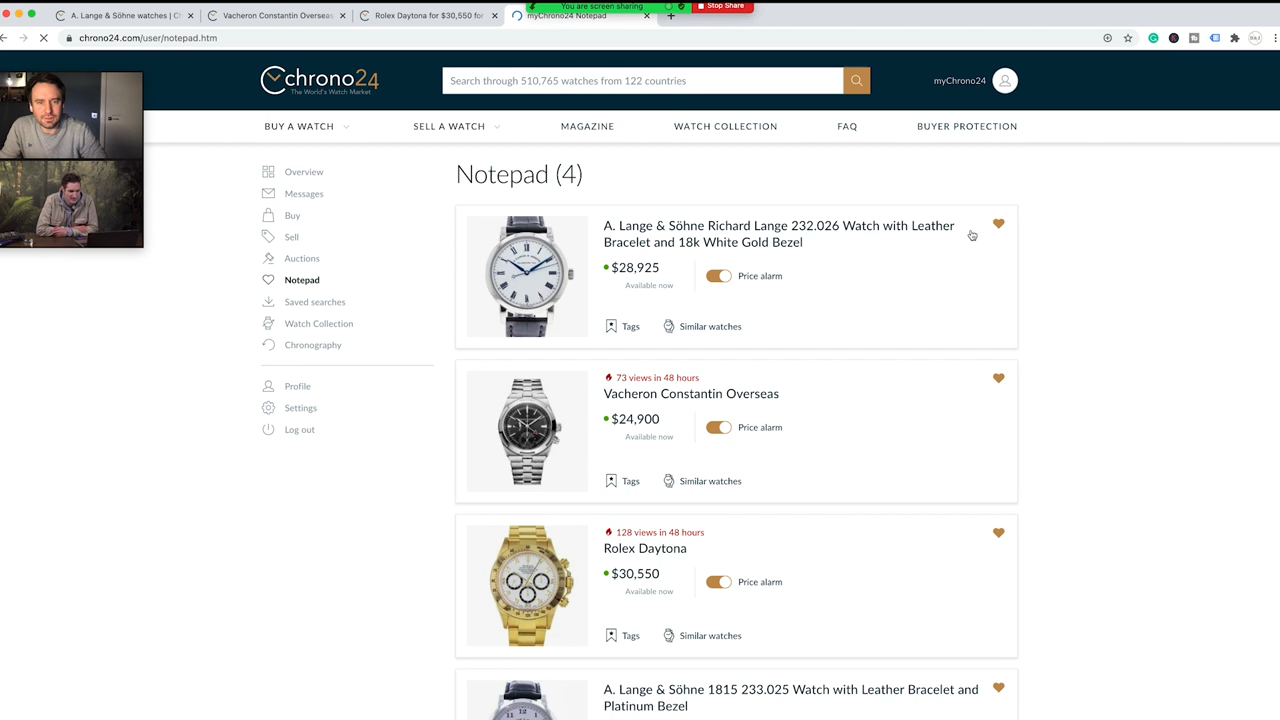 You are screen sharing
Stop Share
A. Lange & Söhne watches | C
Vacheron Constantin Overseas
Rolex Daytona for $30,550 for
myChrono24 Notepad
chrono24.com/user/notepad.htm
chrono24
The World's Watch Market
Search through 510,765 watches from 122 countries
myChrono24
BUY A WATCH
SELL A WATCH
MAGAZINE
WATCH COLLECTION
FAQ
BUYER PROTECTION
Overview
Messages
Buy
Sell
Auctions
Notepad
Saved searches
Watch Collection
Chronography
Profile
Settings
Log out
Notepad (4)
A. Lange & Söhne Richard Lange 232.026 Watch with Leather
Bracelet and 18k White Gold Bezel
$28,925
Available now
Price alarm
Tags
Similar watches
73 views in 48 hours
Vacheron Constantin Overseas
$24,900
Available now
Price alarm
Tags
Similar watches
128 views in 48 hours
Rolex Daytona
$30,550
Available now
Price alarm
Tags
Similar watches
A. Lange & Söhne 1815 233.025 Watch with Leather Bracelet and
Platinum Bezel